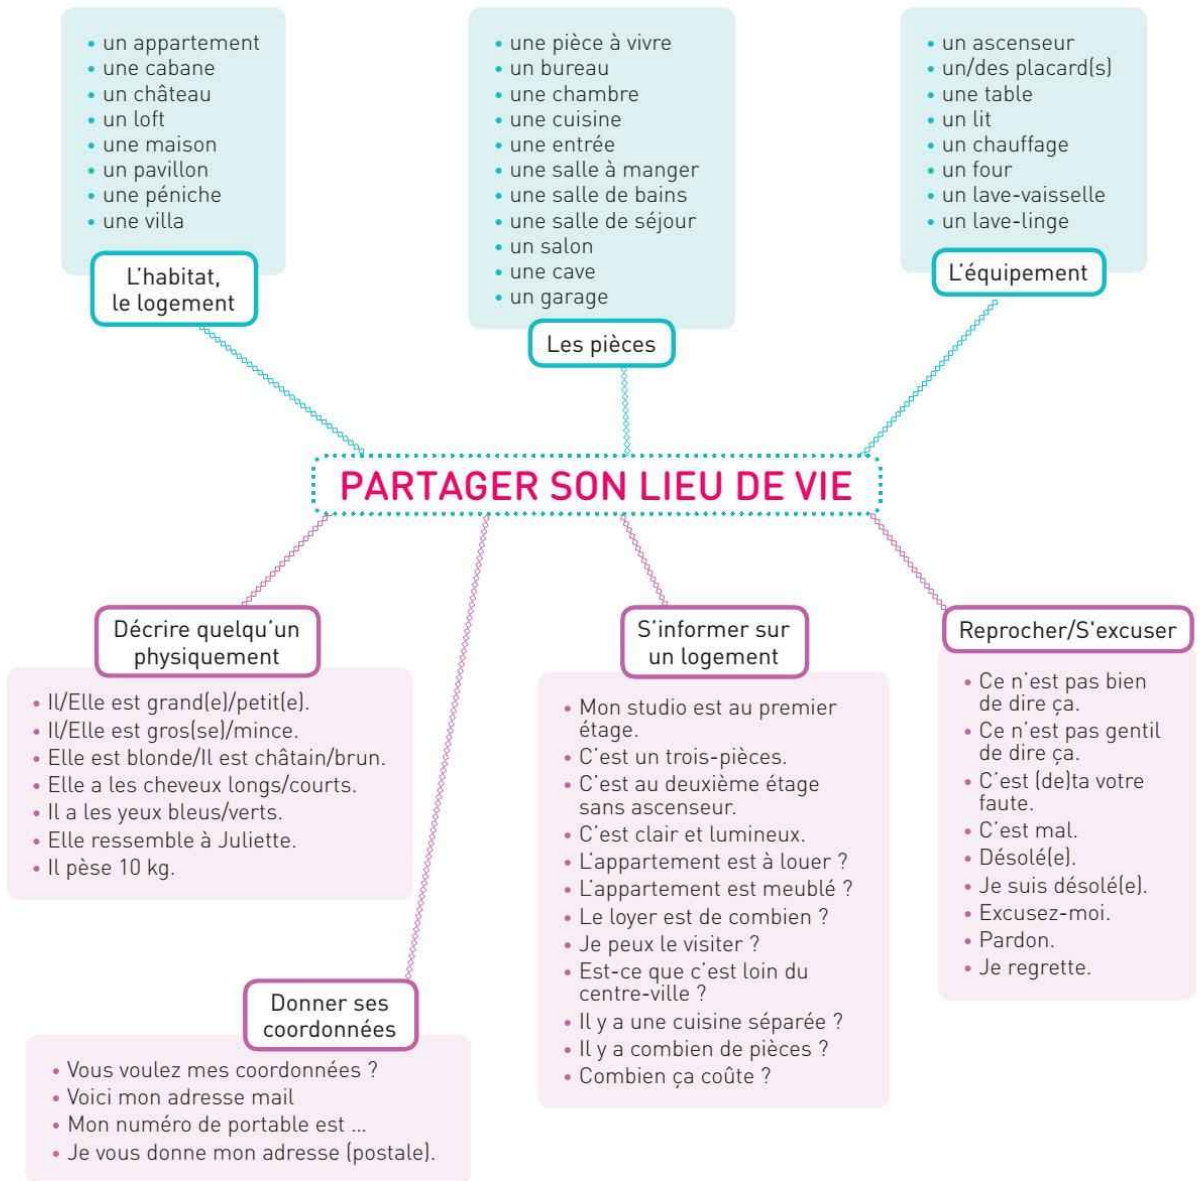 • un appartement
• une cabane
• un château
• un loft
• une maison
• un pavillon
• une péniche
• une villa
L'habitat,
le logement
• une pièce à vivre
• un bureau
• une chambre
• une cuisine
• une entrée
• une salle à manger
• une salle de bains
• une salle de séjour
• un salon
• une cave
• un garage
Les pièces
• un ascenseur
• un/des placard(s)
• une table
• un lit
• un chauffage
• un four
• un lave-vaisselle
• un lave-linge
L'équipement
PARTAGER SON LIEU DE VIE
Décrire quelqu'un
physiquement
• Il/Elle est grand(e)/petit(e).
• Il/Elle est gros(se)/mince.
• Elle est blonde/Il est châtain/brun.
• Elle a les cheveux longs/courts.
• Il a les yeux bleus/verts.
• Elle ressemble à Juliette.
• Il pèse 10 kg.
Donner ses
coordonnées
• Vous voulez mes coordonnées ?
• Voici mon adresse mail
• Mon numéro de portable est ...
• Je vous donne mon adresse (postale).
S'informer sur
un logement
• Mon studio est au premier
étage.
• C'est un trois-pièces.
• C'est au deuxième étage
sans ascenseur.
• C'est clair et lumineux.
• L'appartement est à louer ?
• L'appartement est meublé ?
• Le loyer est de combien ?
• Je peux le visiter ?
• Est-ce que c'est loin du
centre-ville ?
• Il y a une cuisine séparée ?
• Il y a combien de pièces ?
• Combien ça coûte ?
Reprocher/S'excuser
• Ce n'est pas bien
de dire ça.
• Ce n'est pas gentil
de dire ça.
• C'est (de)ta votre
faute.
• C'est mal.
• Désolé(e).
• Je suis désolé(e).
• Excusez-moi.
• Pardon.
• Je regrette.